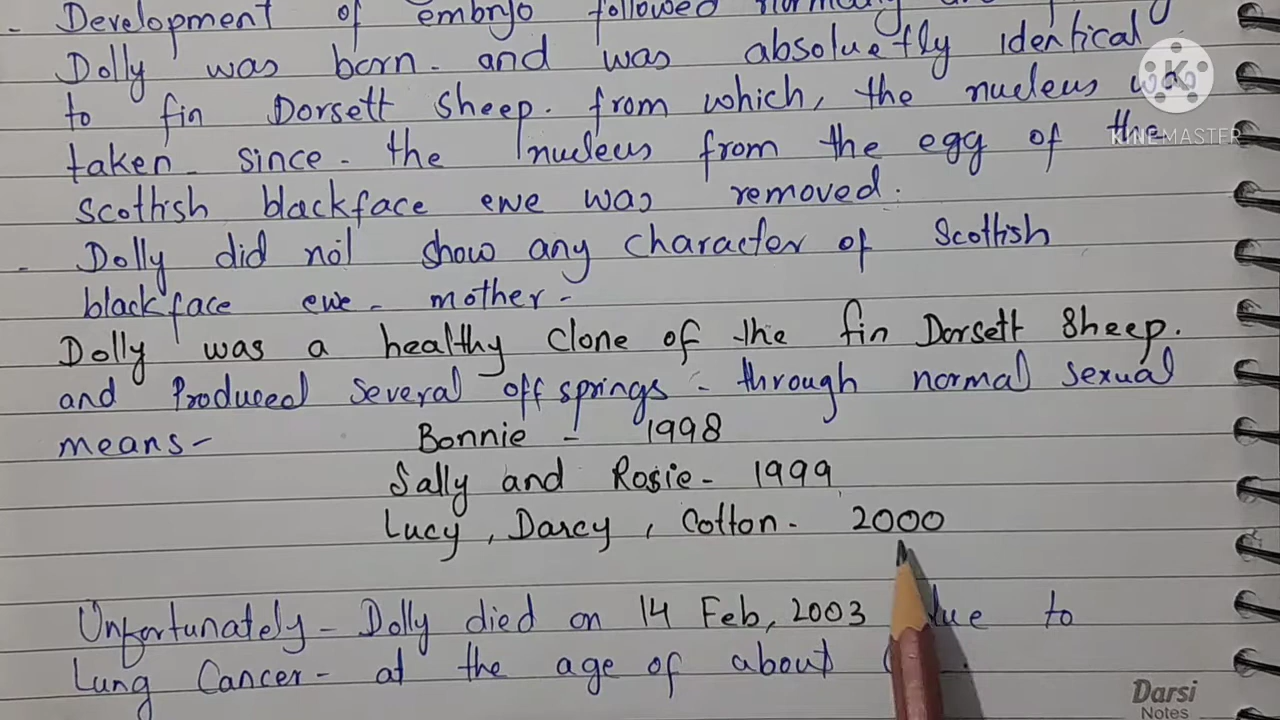 - Development of embryo followed normally
Dolly was born - and was absoluetly identical
to fin Dorsett sheep. from which, the nucleus was
taken - since - the nucleus from the egg of the
Scottish blackface ewe was removed.
- Dolly did not show any character of Scottish
blackface ewe - mother -
Dolly was a healthy clone of the fin Dorsett sheep.
and Produced several offsprings - through normal sexual
means -
Bonnie - 1998
Sally and Rosie - 1999
Lucy, Darcy, Cotton - 2000
Unfortunately - Dolly died on 14 Feb, 2003 due to
Lung Cancer - at the age of about
K
KINEMASTER
Darsi
Notes